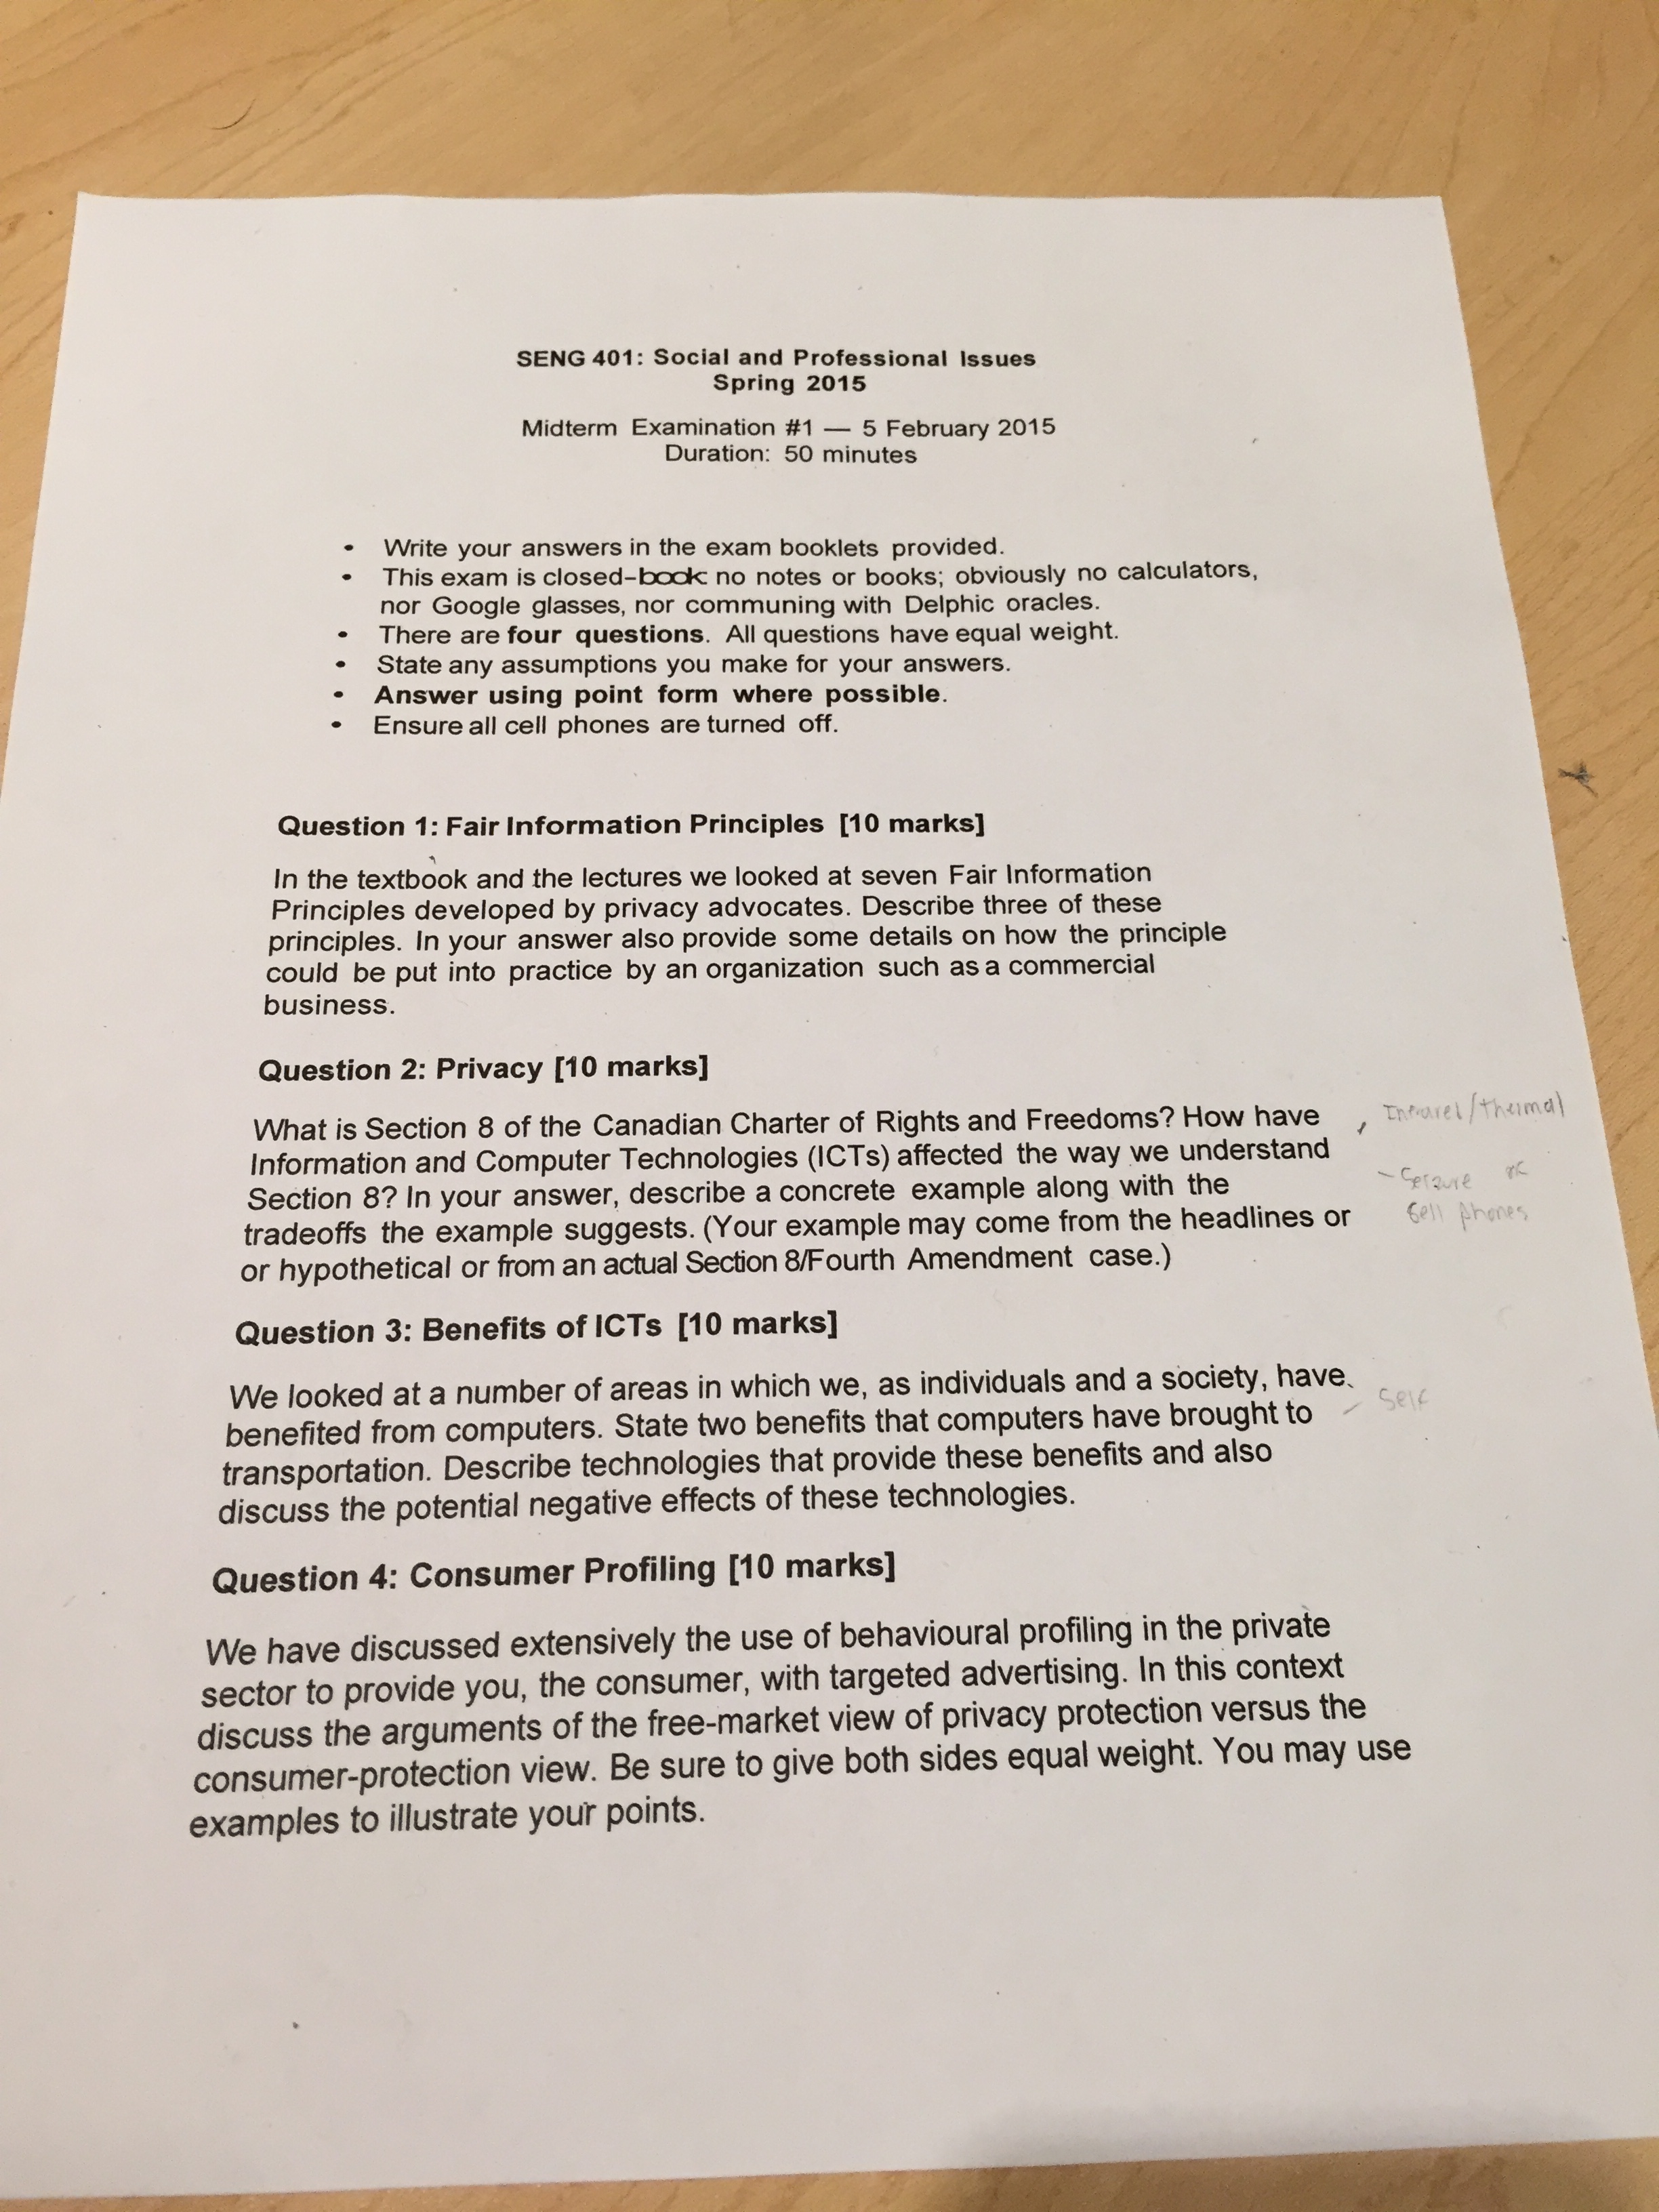 SENG 401: Social and Professional Issues
Spring 2015
Midterm Examination #1 — 5 February 2015
Duration: 50 minutes
• Write your answers in the exam booklets provided.
• This exam is closed-book: no notes or books; obviously no calculators,
nor Google glasses, nor communing with Delphic oracles.
• There are four questions. All questions have equal weight.
• State any assumptions you make for your answers.
• Answer using point form where possible.
• Ensure all cell phones are turned off.
Question 1: Fair Information Principles [10 marks]
In the textbook and the lectures we looked at seven Fair Information
Principles developed by privacy advocates. Describe three of these
principles. In your answer also provide some details on how the principle
could be put into practice by an organization such as a commercial
business.
Question 2: Privacy [10 marks]
What is Section 8 of the Canadian Charter of Rights and Freedoms? How have
/thermal
Information and Computer Technologies (ICTs) affected the way we understand
Section 8? In your answer, describe a concrete example along with the
- Seizure
tradeoffs the example suggests. (Your example may come from the headlines or
cell phones
or hypothetical or from an actual Section 8/Fourth Amendment case.)
Question 3: Benefits of ICTs [10 marks]
We looked at a number of areas in which we, as individuals and a society, have
- Self
benefited from computers. State two benefits that computers have brought to
transportation. Describe technologies that provide these benefits and also
discuss the potential negative effects of these technologies.
Question 4: Consumer Profiling [10 marks]
We have discussed extensively the use of behavioural profiling in the private
sector to provide you, the consumer, with targeted advertising. In this context
discuss the arguments of the free-market view of privacy protection versus the
consumer-protection view. Be sure to give both sides equal weight. You may use
examples to illustrate your points.